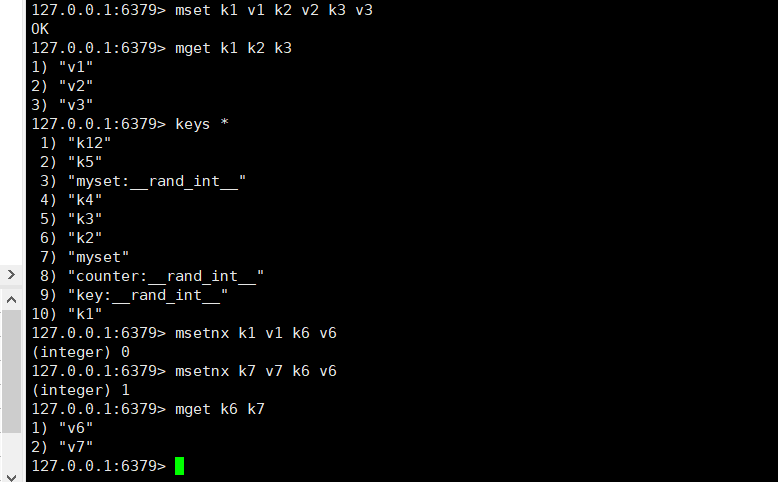 127.0.0.1:6379> mset k1 v1 k2 v2 k3 v3
OK
127.0.0.1:6379> mget k1 k2 k3
1) "v1"
2) "v2"
3) "v3"
127.0.0.1:6379> keys *
 1) "k12"
 2) "k5"
 3) "myset:__rand_int__"
 4) "k4"
 5) "k3"
 6) "k2"
 7) "myset"
 8) "counter:__rand_int__"
 9) "key:__rand_int__"
10) "k1"
127.0.0.1:6379> msetnx k1 v1 k6 v6
(integer) 0
127.0.0.1:6379> msetnx k7 v7 k6 v6
(integer) 1
127.0.0.1:6379> mget k6 k7
1) "v6"
2) "v7"
127.0.0.1:6379>